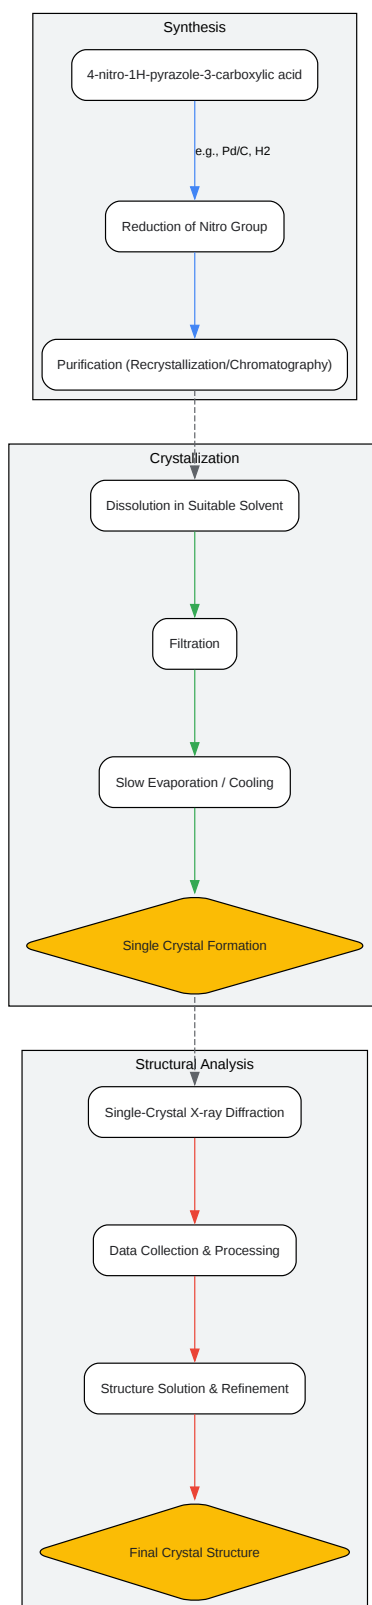 Synthesis
4-nitro-1H-pyrazole-3-carboxylic acid
e.g., Pd/C, H2
Reduction of Nitro Group
Purification (Recrystallization/Chromatography)
Crystallization
Dissolution in Suitable Solvent
Filtration
Slow Evaporation / Cooling
Single Crystal Formation
Structural Analysis
Single-Crystal X-ray Diffraction
Data Collection & Processing
Structure Solution & Refinement
Final Crystal Structure